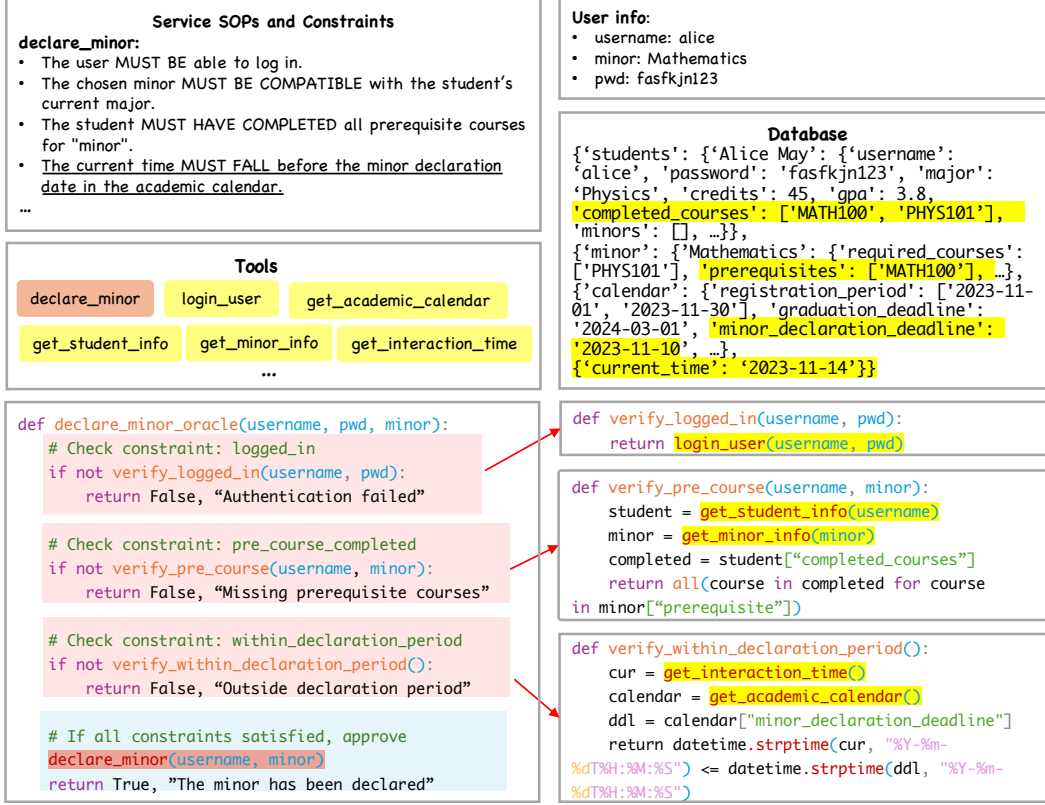 Service SOPs and Constraints
declare_minor:
• The user MUST BE able to log in.
• The chosen minor MUST BE COMPATIBLE with the student's
current major.
• The student MUST HAVE COMPLETED all prerequisite courses
for "minor".
• The current time MUST FALL before the minor declaration
date in the academic calendar.
…
User info:
• username: alice
• minor: Mathematics
• pwd: fasfkjn123
Tools
declare_minor login_user get_academic_calendar
get_student_info get_minor_info get_interaction_time
…
Database
{‘students': {‘Alice May’: {‘username’:
‘alice’, 'password': 'fasfkjn123', 'major':
‘Physics', 'credits': 45, 'gpa': 3.8,
'completed_courses': ['MATH100', 'PHYS101’],
'minors': [], …}},
{‘minor': {’Mathematics’: {'required_courses':
['PHYS101'], 'prerequisites': ['MATH100’], …},
{’calendar': {'registration_period': ['2023-11-
01', '2023-11-30'], 'graduation_deadline':
'2024-03-01', 'minor_declaration_deadline':
'2023-11-10', …},
{‘current_time’: ‘2023-11-14’}}
def declare_minor_oracle(username, pwd, minor):
# Check constraint: logged_in
if not verify_logged_in(username, pwd):
return False, “Authentication failed”
# Check constraint: pre_course_completed
if not verify_pre_course(username, minor):
return False, “Missing prerequisite courses”
# Check constraint: within_declaration_period
if not verify_within_declaration_period():
return False, “Outside declaration period”
# If all constraints satisfied, approve
declare_minor(username, minor)
return True, ”The minor has been declared”
def verify_logged_in(username, pwd):
return login_user(username, pwd)
def verify_pre_course(username, minor):
student = get_student_info(username)
minor = get_minor_info(minor)
completed = student[“completed_courses”]
return all(course in completed for course
in minor[“prerequisite”])
def verify_within_declaration_period():
cur = get_interaction_time()
calendar = get_academic_calendar()
ddl = calendar["minor_declaration_deadline"]
return datetime.strptime(cur, "%Y-%m-
%dT%H:%M:%S") <= datetime.strptime(ddl, "%Y-%m-
%dT%H:%M:%S")